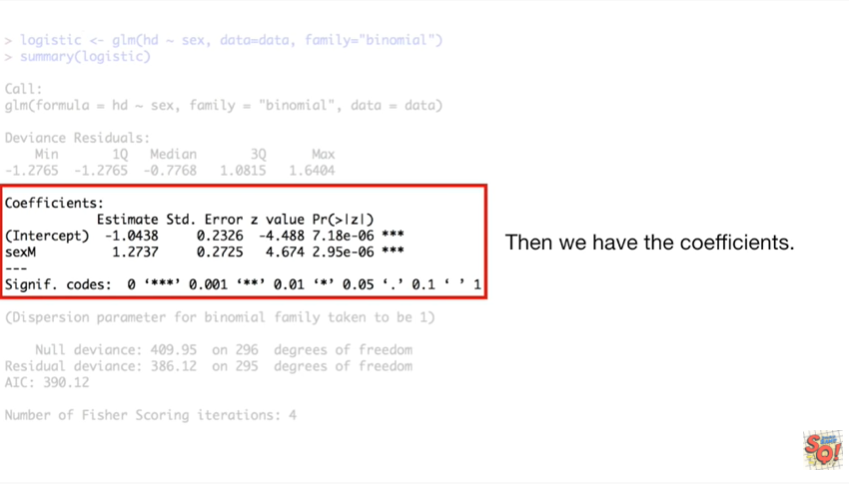 > logistic <- glm(hd ~ sex, data=data, family="binomial")
> summary(logistic)
Call:
glm(formula = hd ~ sex, family = "binomial", data = data)
Deviance Residuals:
    Min       1Q   Median       3Q      Max
-1.2765  -1.2765  -0.7768   1.0815   1.6404
Coefficients:
            Estimate Std. Error z value Pr(>|z|)
(Intercept)  -1.0438     0.2326  -4.488 7.18e-06 ***
sexM          1.2737     0.2725   4.674 2.95e-06 ***
---
Signif. codes:  0 ‘***’ 0.001 ‘**’ 0.01 ‘*’ 0.05 ‘.’ 0.1 ‘ ’ 1
Then we have the coefficients.
(Dispersion parameter for binomial family taken to be 1)
    Null deviance: 409.95  on 296  degrees of freedom
Residual deviance: 386.12  on 295  degrees of freedom
AIC: 390.12
Number of Fisher Scoring iterations: 4
SQ!